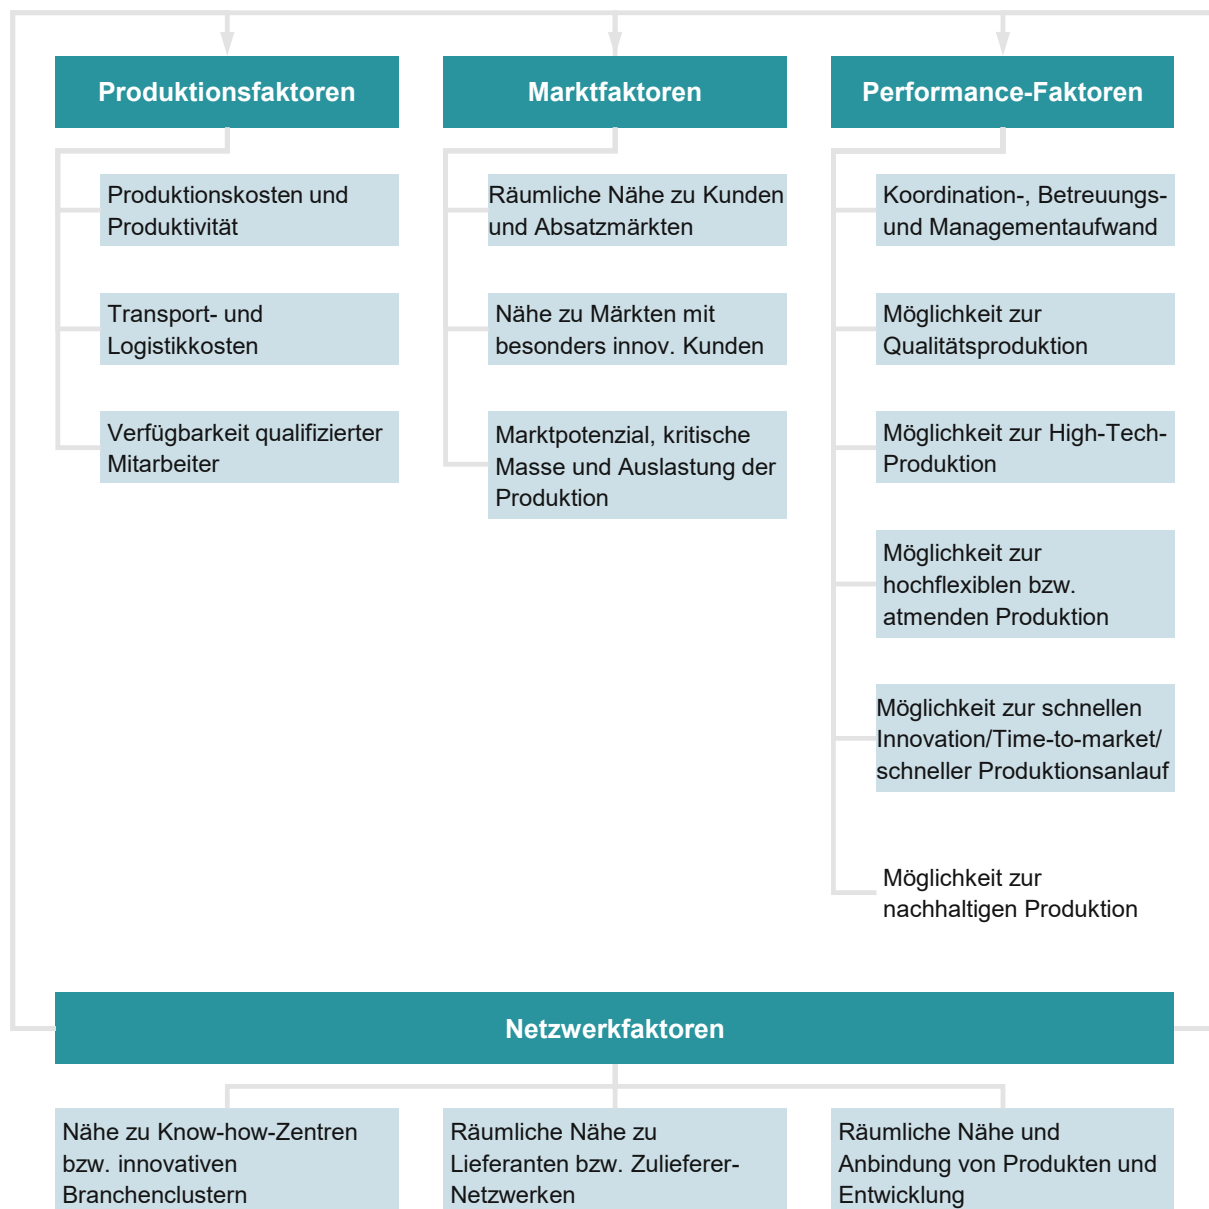 Produktionsfaktoren
Produktionskosten und
Produktivität
Transport- und
Logistikkosten
Verfügbarkeit qualifizierter
Mitarbeiter
Marktfaktoren
Räumliche Nähe zu Kunden
und Absatzmärkten
Nähe zu Märkten mit
besonders innov. Kunden
Marktpotenzial, kritische
Masse und Auslastung der
Produktion
Performance-Faktoren
Koordination-, Betreuungs-
und Managementaufwand
Möglichkeit zur
Qualitätsproduktion
Möglichkeit zur High-Tech-
Produktion
Möglichkeit zur
hochflexiblen bzw.
atmenden Produktion
Möglichkeit zur schnellen
Innovation/Time-to-market/
schneller Produktionsanlauf
Möglichkeit zur
nachhaltigen Produktion
Netzwerkfaktoren
Nähe zu Know-how-Zentren
bzw. innovativen
Branchenclustern
Räumliche Nähe zu
Lieferanten bzw. Zulieferer-
Netzwerken
Räumliche Nähe und
Anbindung von Produkten und
Entwicklung